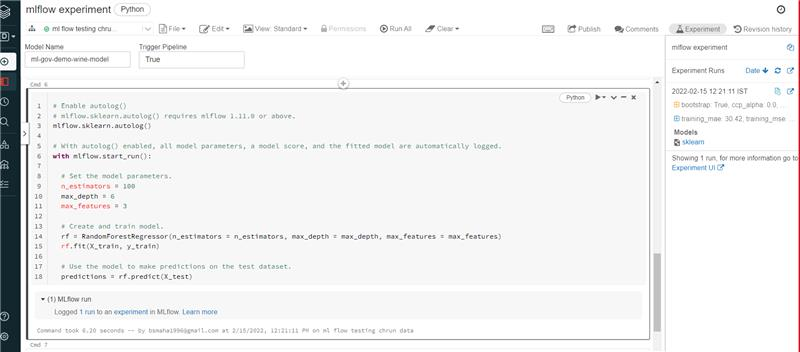 mlflow experiment Python
ml flow testing chru... File Edit View: Standard Permissions Run All Clear Publish Comments Experiment Revision history
Model Name Trigger Pipeline
ml-gov-demo-wine-model True
Cmd 6
Python
1 # Enable autolog()
2 # mlflow.sklearn.autolog() requires mlflow 1.11.0 or above.
3 mlflow.sklearn.autolog()
4
5 # With autolog() enabled, all model parameters, a model score, and the fitted model are automatically logged.
6 with mlflow.start_run():
7
8 # Set the model parameters.
9 n_estimators = 100
10 max_depth = 6
11 max_features = 3
12
13 # Create and train model.
14 rf = RandomForestRegressor(n_estimators = n_estimators, max_depth = max_depth, max_features = max_features)
15 rf.fit(X_train, y_train)
16
17 # Use the model to make predictions on the test dataset.
18 predictions = rf.predict(X_test)
(1) MLflow run
Logged 1 run to an experiment in MLflow. Learn more
Command took 6.20 seconds -- by bsmaha1996@gmail.com at 2/15/2022, 12:21:11 PM on ml flow testing chrun data
Cmd 7
mlflow experiment
Experiment Runs Date
2022-02-15 12:21:11 IST
bootstrap: True, ccp_alpha: 0.0, ...
training_mae: 30.42, training_mse ...
Models
sklearn
Showing 1 run, for more information go to
Experiment UI